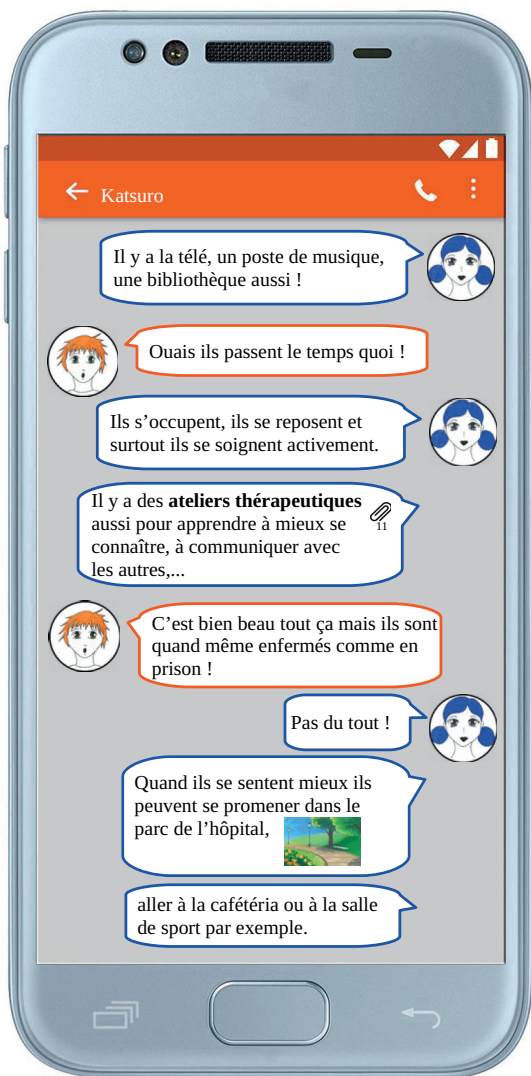 Katsuro
Il y a la télé, un poste de musique,
une bibliothèque aussi !
Ouais ils passent le temps quoi !
Ils s’occupent, ils se reposent et
surtout ils se soignent activement.
Il y a des ateliers thérapeutiques
aussi pour apprendre à mieux se
11
connaître, à communiquer avec
les autres,...
C’est bien beau tout ça mais ils sont
quand même enfermés comme en
prison !
Pas du tout !
Quand ils se sentent mieux ils
peuvent se promener dans le
parc de l’hôpital,
aller à la cafétéria ou à la salle
de sport par exemple.